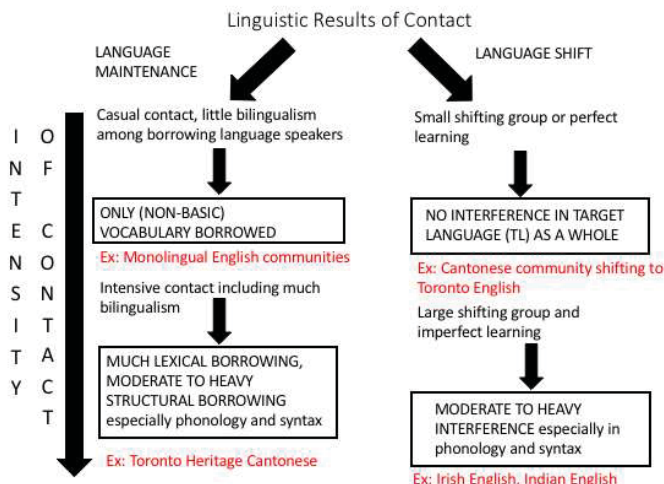 Linguistic Results of Contact
LANGUAGE
MAINTENANCE
LANGUAGE SHIFT
INTENSITY
OF CONTACT
Casual contact, little bilingualism
among borrowing language speakers
ONLY (NON-BASIC)
VOCABULARY BORROWED
Ex: Monolingual English communities
Intensive contact including much
bilingualism
MUCH LEXICAL BORROWING,
MODERATE TO HEAVY
STRUCTURAL BORROWING
especially phonology and syntax
Ex: Toronto Heritage Cantonese
Small shifting group or perfect
learning
NO INTERFERENCE IN TARGET
LANGUAGE (TL) AS A WHOLE
Ex: Cantonese community shifting to
Toronto English
Large shifting group and
imperfect learning
MODERATE TO HEAVY
INTERFERENCE especially in
phonology and syntax
Ex: Irish English, Indian English